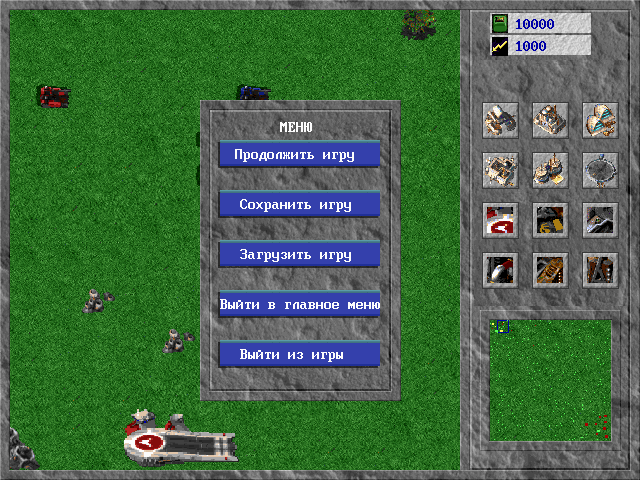 10000
1000
МЕНЮ
Продолжить игру
Сохранить игру
Загрузить игру
Выйти в главное меню
Выйти из игры